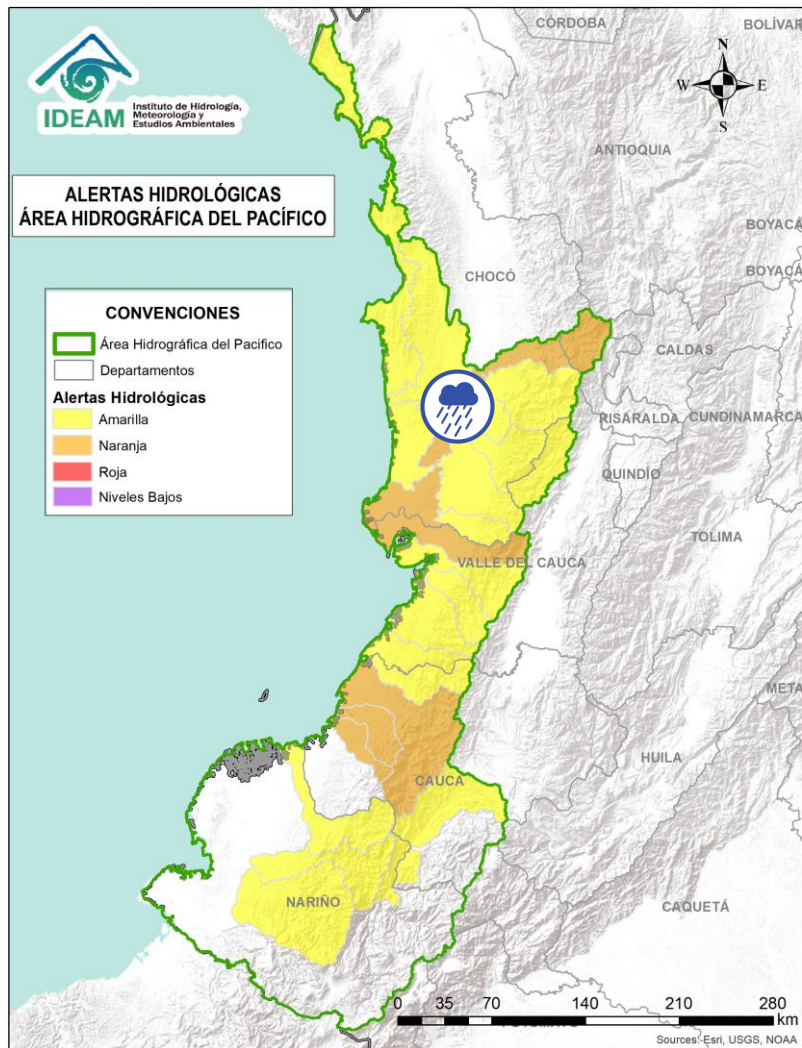 IDEAM
Instituto de Hidrología,
Meteorología y
Estudios Ambientales
ALERTAS HIDROLÓGICAS
ÁREA HIDROGRÁFICA DEL PACÍFICO
CONVENCIONES
Área Hidrográfica del Pacifico
Departamentos
Alertas Hidrológicas
Amarilla
Naranja
Roja
Niveles Bajos
N
W
E
S
CÓRDOBA
BOLÍVAR
ANTIOQUIA
BOYACÁ
BOYACÁ
CHOCÓ
CALDAS
RISARALDA
CUNDINAMARCA
QUINDÍO
TOLIMA
VALLE DEL CAUCA
META
HUILA
CAUCA
NARIÑO
CAQUETÁ
0 35 70 140 210 280
km
Sources: Esri, USGS, NOAA